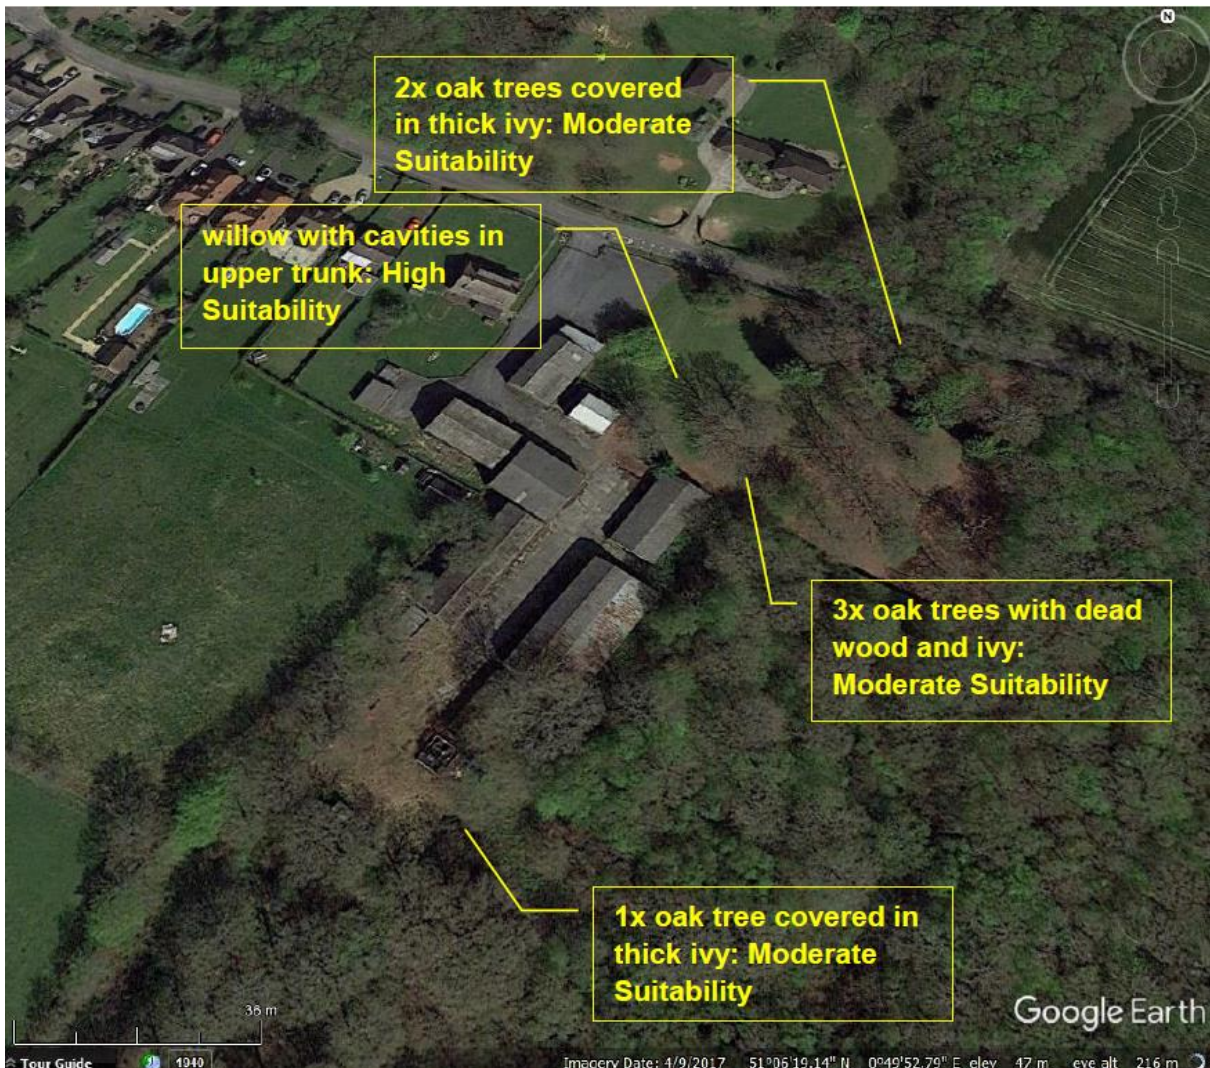 N
2x oak trees covered
in thick ivy: Moderate
Suitability
willow with cavities in
upper trunk: High
Suitability
3x oak trees with dead
wood and ivy:
Moderate Suitability
1x oak tree covered in
thick ivy: Moderate
Suitability
38 m
Google Earth
Tour Guide
1940
Imagery Date: 4/9/2017 51°06'19.14" N 0°49'52.79" E elev 47 m eye alt 216 m